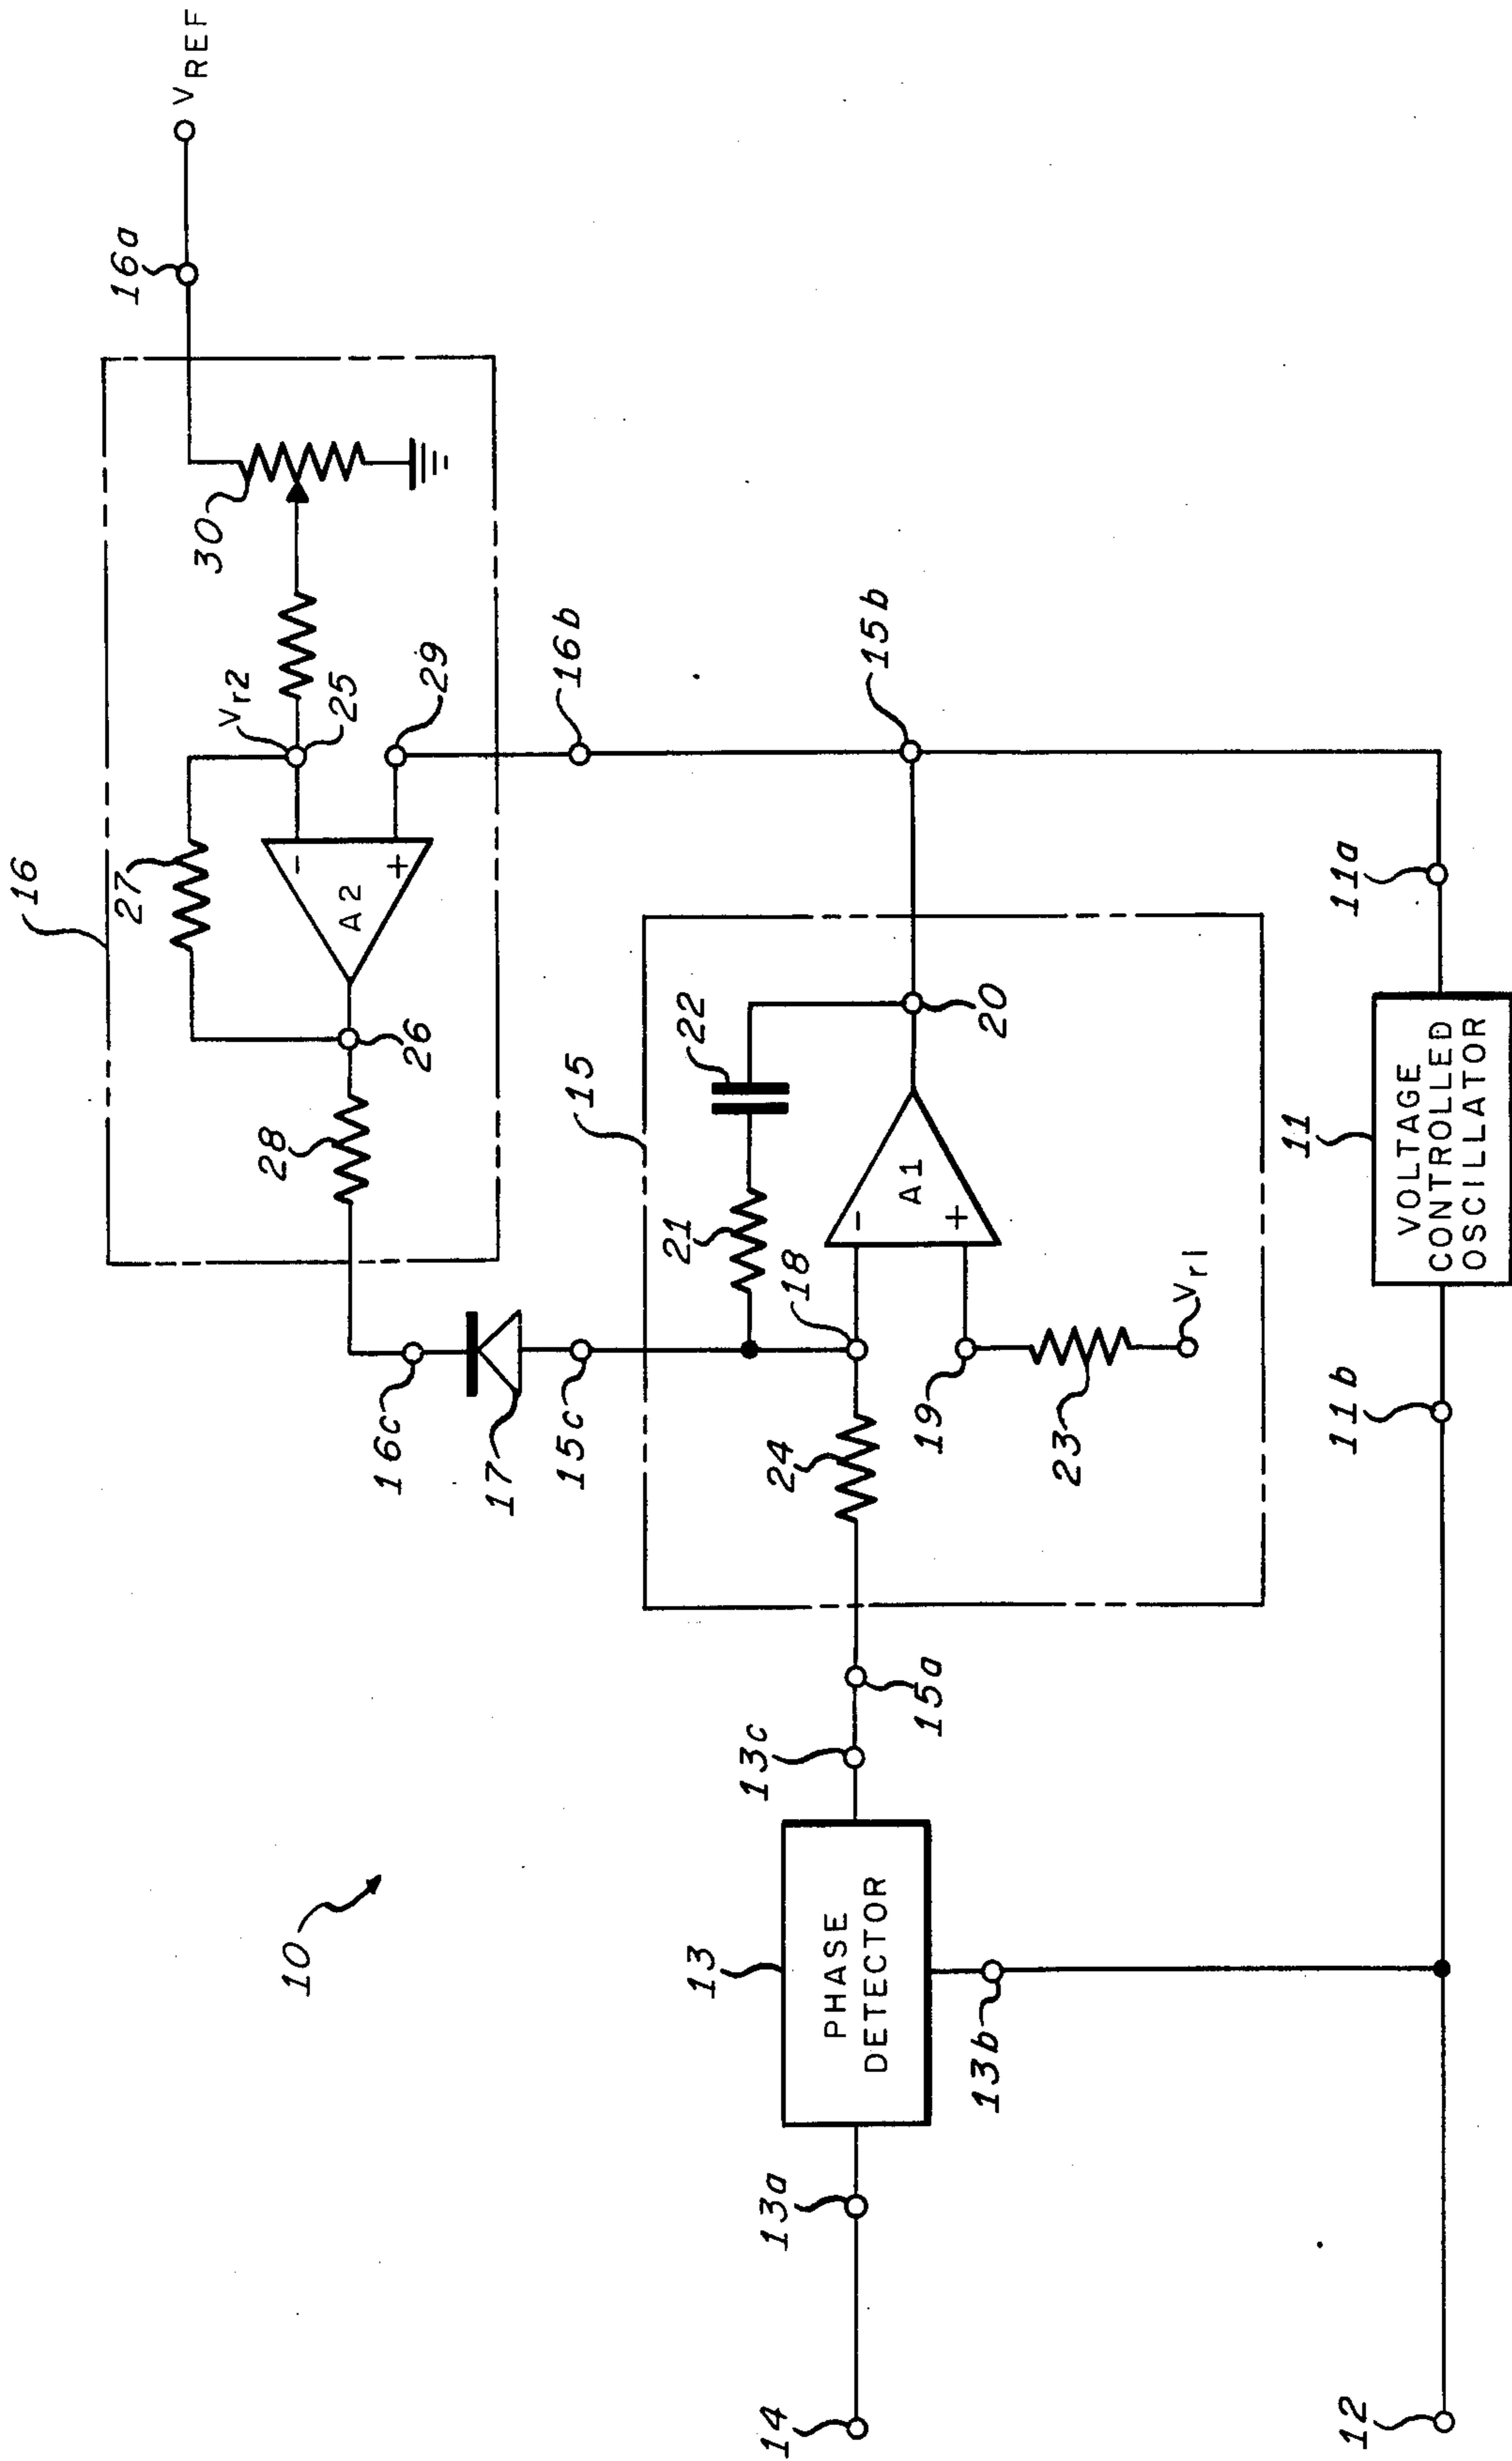 16
16a
VREF
30
27
Vr2
25
A2
-
+
29
26
28
16b
16c
17
15c
15
22
21
18
-
A1
+
20
15b
24
19
23
Vr1
10
13
PHASE
DETECTOR
13a
13b
13c
15a
14
11
VOLTAGE
CONTROLLED
OSCILLATOR
11a
11b
12